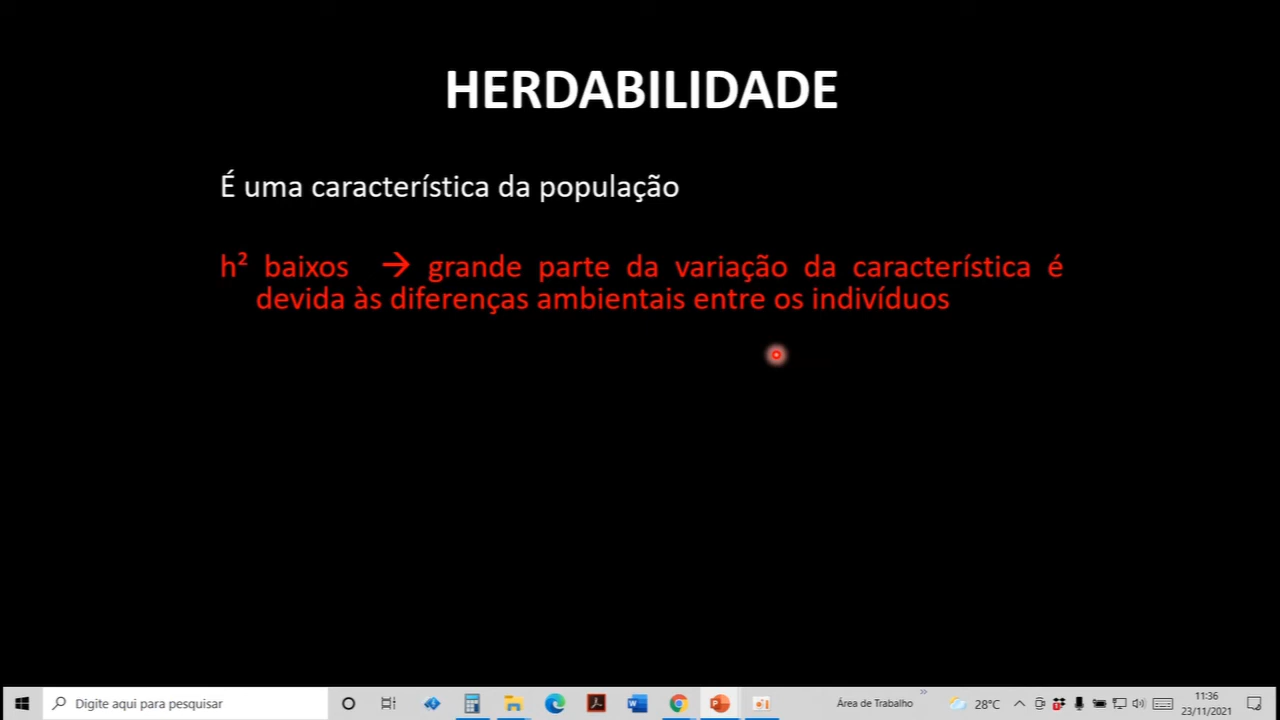 HERDABILIDADE
É uma característica da população
h² baixos → grande parte da variação da característica é
devida às diferenças ambientais entre os indivíduos
Digite aqui para pesquisar
Área de Trabalho
28°C
11:36
23/11/2021